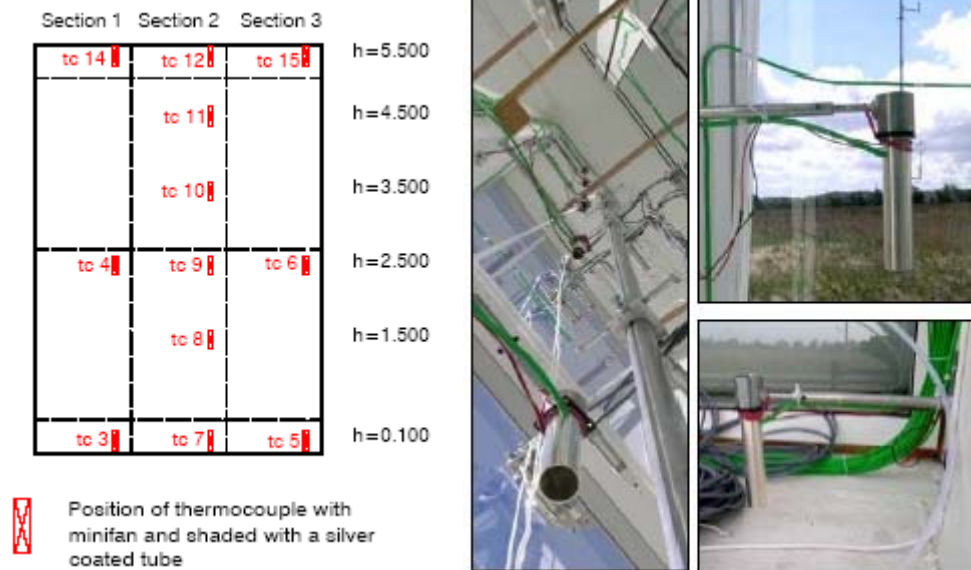 Section 1 Section 2 Section 3
tc 14 tc 12 tc 15 h=5.500
tc 11 h=4.500
tc 10 h=3.500
tc 4 tc 9 tc 6 h=2.500
tc 8 h=1.500
tc 3 tc 7 tc 5 h=0.100
Position of thermocouple with
minifan and shaded with a silver
coated tube